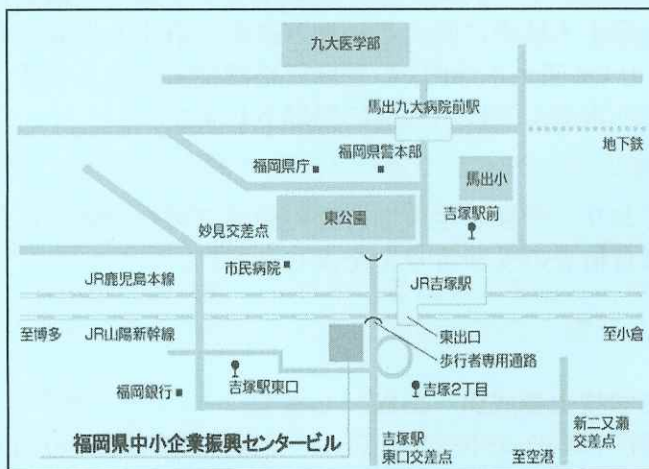 九大医学部
馬出九大病院前駅
地下鉄
福岡県庁
福岡県警本部
馬出小
東公園
吉塚駅前
妙見交差点
市民病院
JR鹿児島本線
JR吉塚駅
至博多
JR山陽新幹線
東出口
至小倉
歩行者専用通路
吉塚駅東口
福岡銀行
吉塚2丁目
福岡県中小企業振興センタービル
吉塚駅
東口交差点
新二又瀬
交差点
至空港